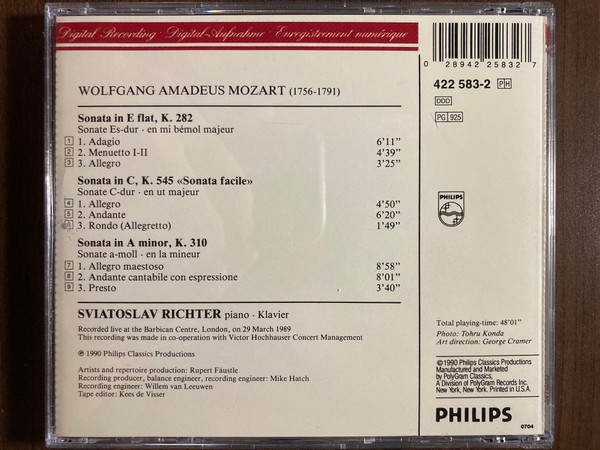 Digital Recording · Digital-Aufnahme · Enregistrement numérique
WOLFGANG AMADEUS MOZART (1756-1791)
Sonata in E flat, K. 282
Sonate Es-dur · en mi bémol majeur
1 1. Adagio 6'11"
2 2. Menuetto I-II 4'39"
3 3. Allegro 3'25"
Sonata in C, K. 545 «Sonata facile»
Sonate C-dur · en ut majeur
4 1. Allegro 4'50"
5 2. Andante 6'20"
3. Rondo (Allegretto) 1'49"
Sonata in A minor, K. 310
Sonate a-moll · en la mineur
7 1. Allegro maestoso 8'58"
8 2. Andante cantabile con espressione 8'01"
9 3. Presto 3'40"
SVIATOSLAV RICHTER piano · Klavier
Recorded live at the Barbican Centre, London, on 29 March 1989
This recording was made in co-operation with Victor Hochhauser Concert Management
℗ 1990 Philips Classics Productions
Artists and repertoire production: Rupert Fäustle
Recording producer, balance engineer, recording engineer: Mike Hatch
Recording engineer: Willem van Leeuwen
Tape editor: Kees de Visser
0 28942 25832 7
422 583-2 PH
DDD
PG 925
PHILIPS
Total playing-time: 48'01"
Photo: Tohru Konda
Art direction: George Cramer
©1990 Philips Classics Productions
Manufactured and Marketed
by PolyGram Classics,
A Division of PolyGram Records Inc.
New York, New York. Printed in U.S.A.
PHILIPS
0704